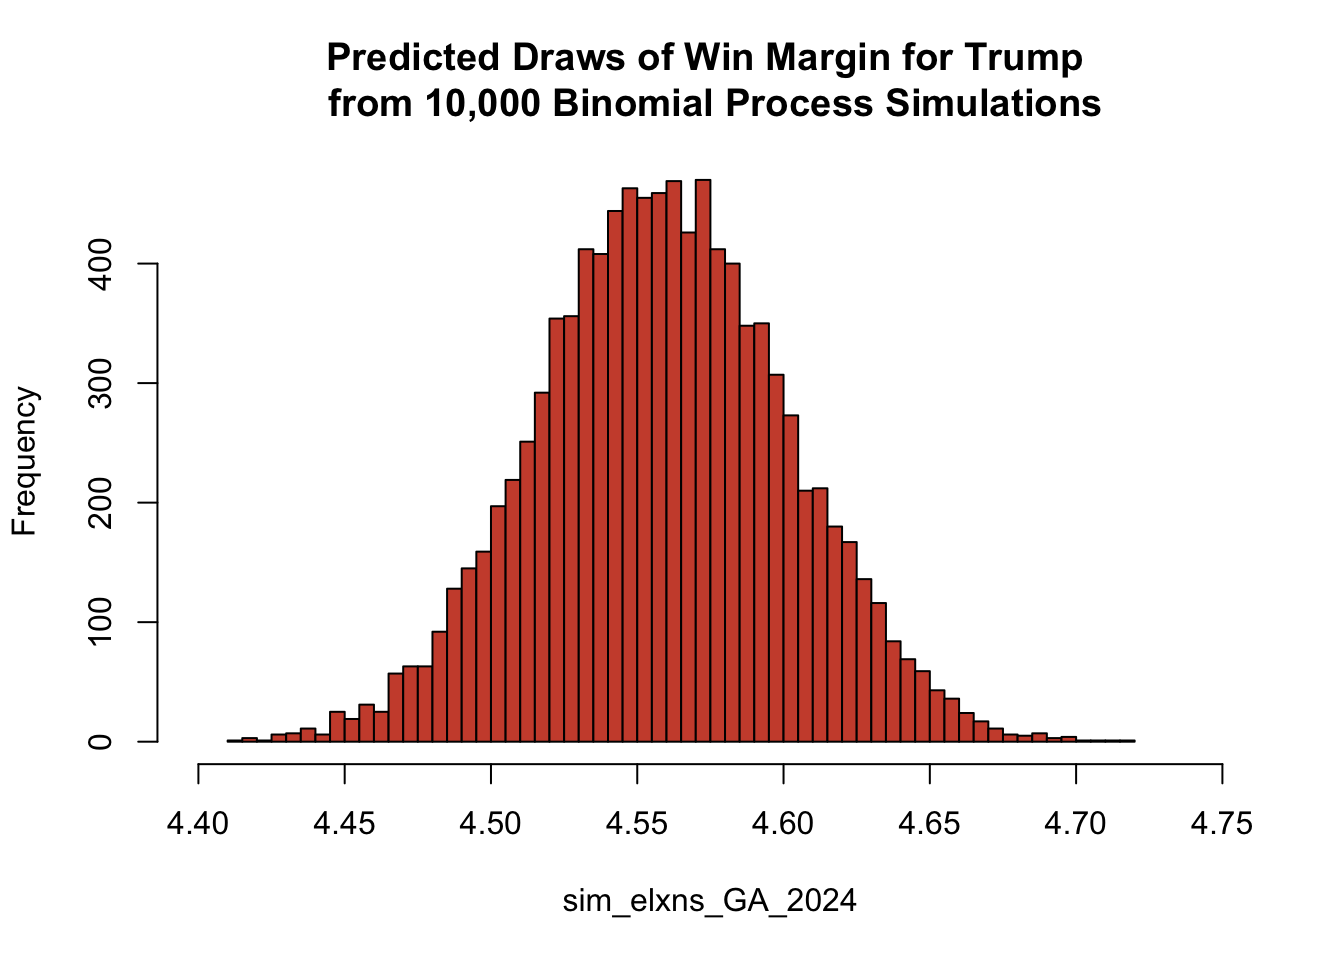 Predicted Draws of Win Margin for Trump
from 10,000 Binomial Process Simulations
Frequency
400
300
200
100
0
4.40 4.45 4.50 4.55 4.60 4.65 4.70 4.75
sim_elxns_GA_2024